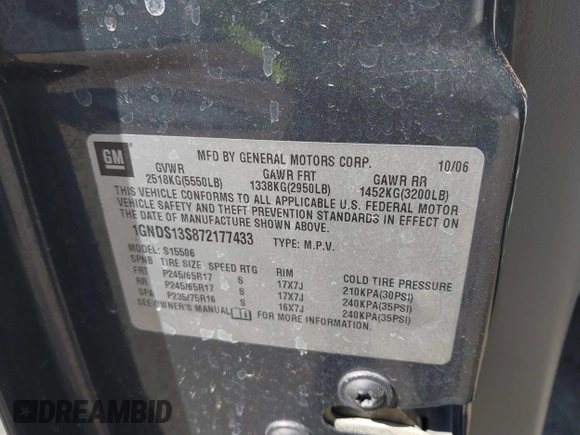 GM
MFD BY GENERAL MOTORS CORP. 10/06
GVWR GAWR FRT GAWR RR
2518KG(5550LB) 1338KG(2950LB) 1452KG(3200LB)
THIS VEHICLE CONFORMS TO ALL APPLICABLE U.S. FEDERAL MOTOR
VEHICLE SAFETY AND THEFT PREVENTION STANDARDS IN EFFECT ON
THE DATE OF MANUFACTURE SHOWN ABOVE.
1GNDS13S872177433 TYPE: M.P.V.
MODEL: S15506
SPNB TIRE SIZE SPEED RTG RIM COLD TIRE PRESSURE
FRT P245/65R17 S 17X7J 210KPA(30PSI)
RR P245/65R17 S 17X7J 240KPA(35PSI)
SPA P235/75R16 S 16X7J 240KPA(35PSI)
SEE OWNER'S MANUAL FOR MORE INFORMATION.
DREAMBID